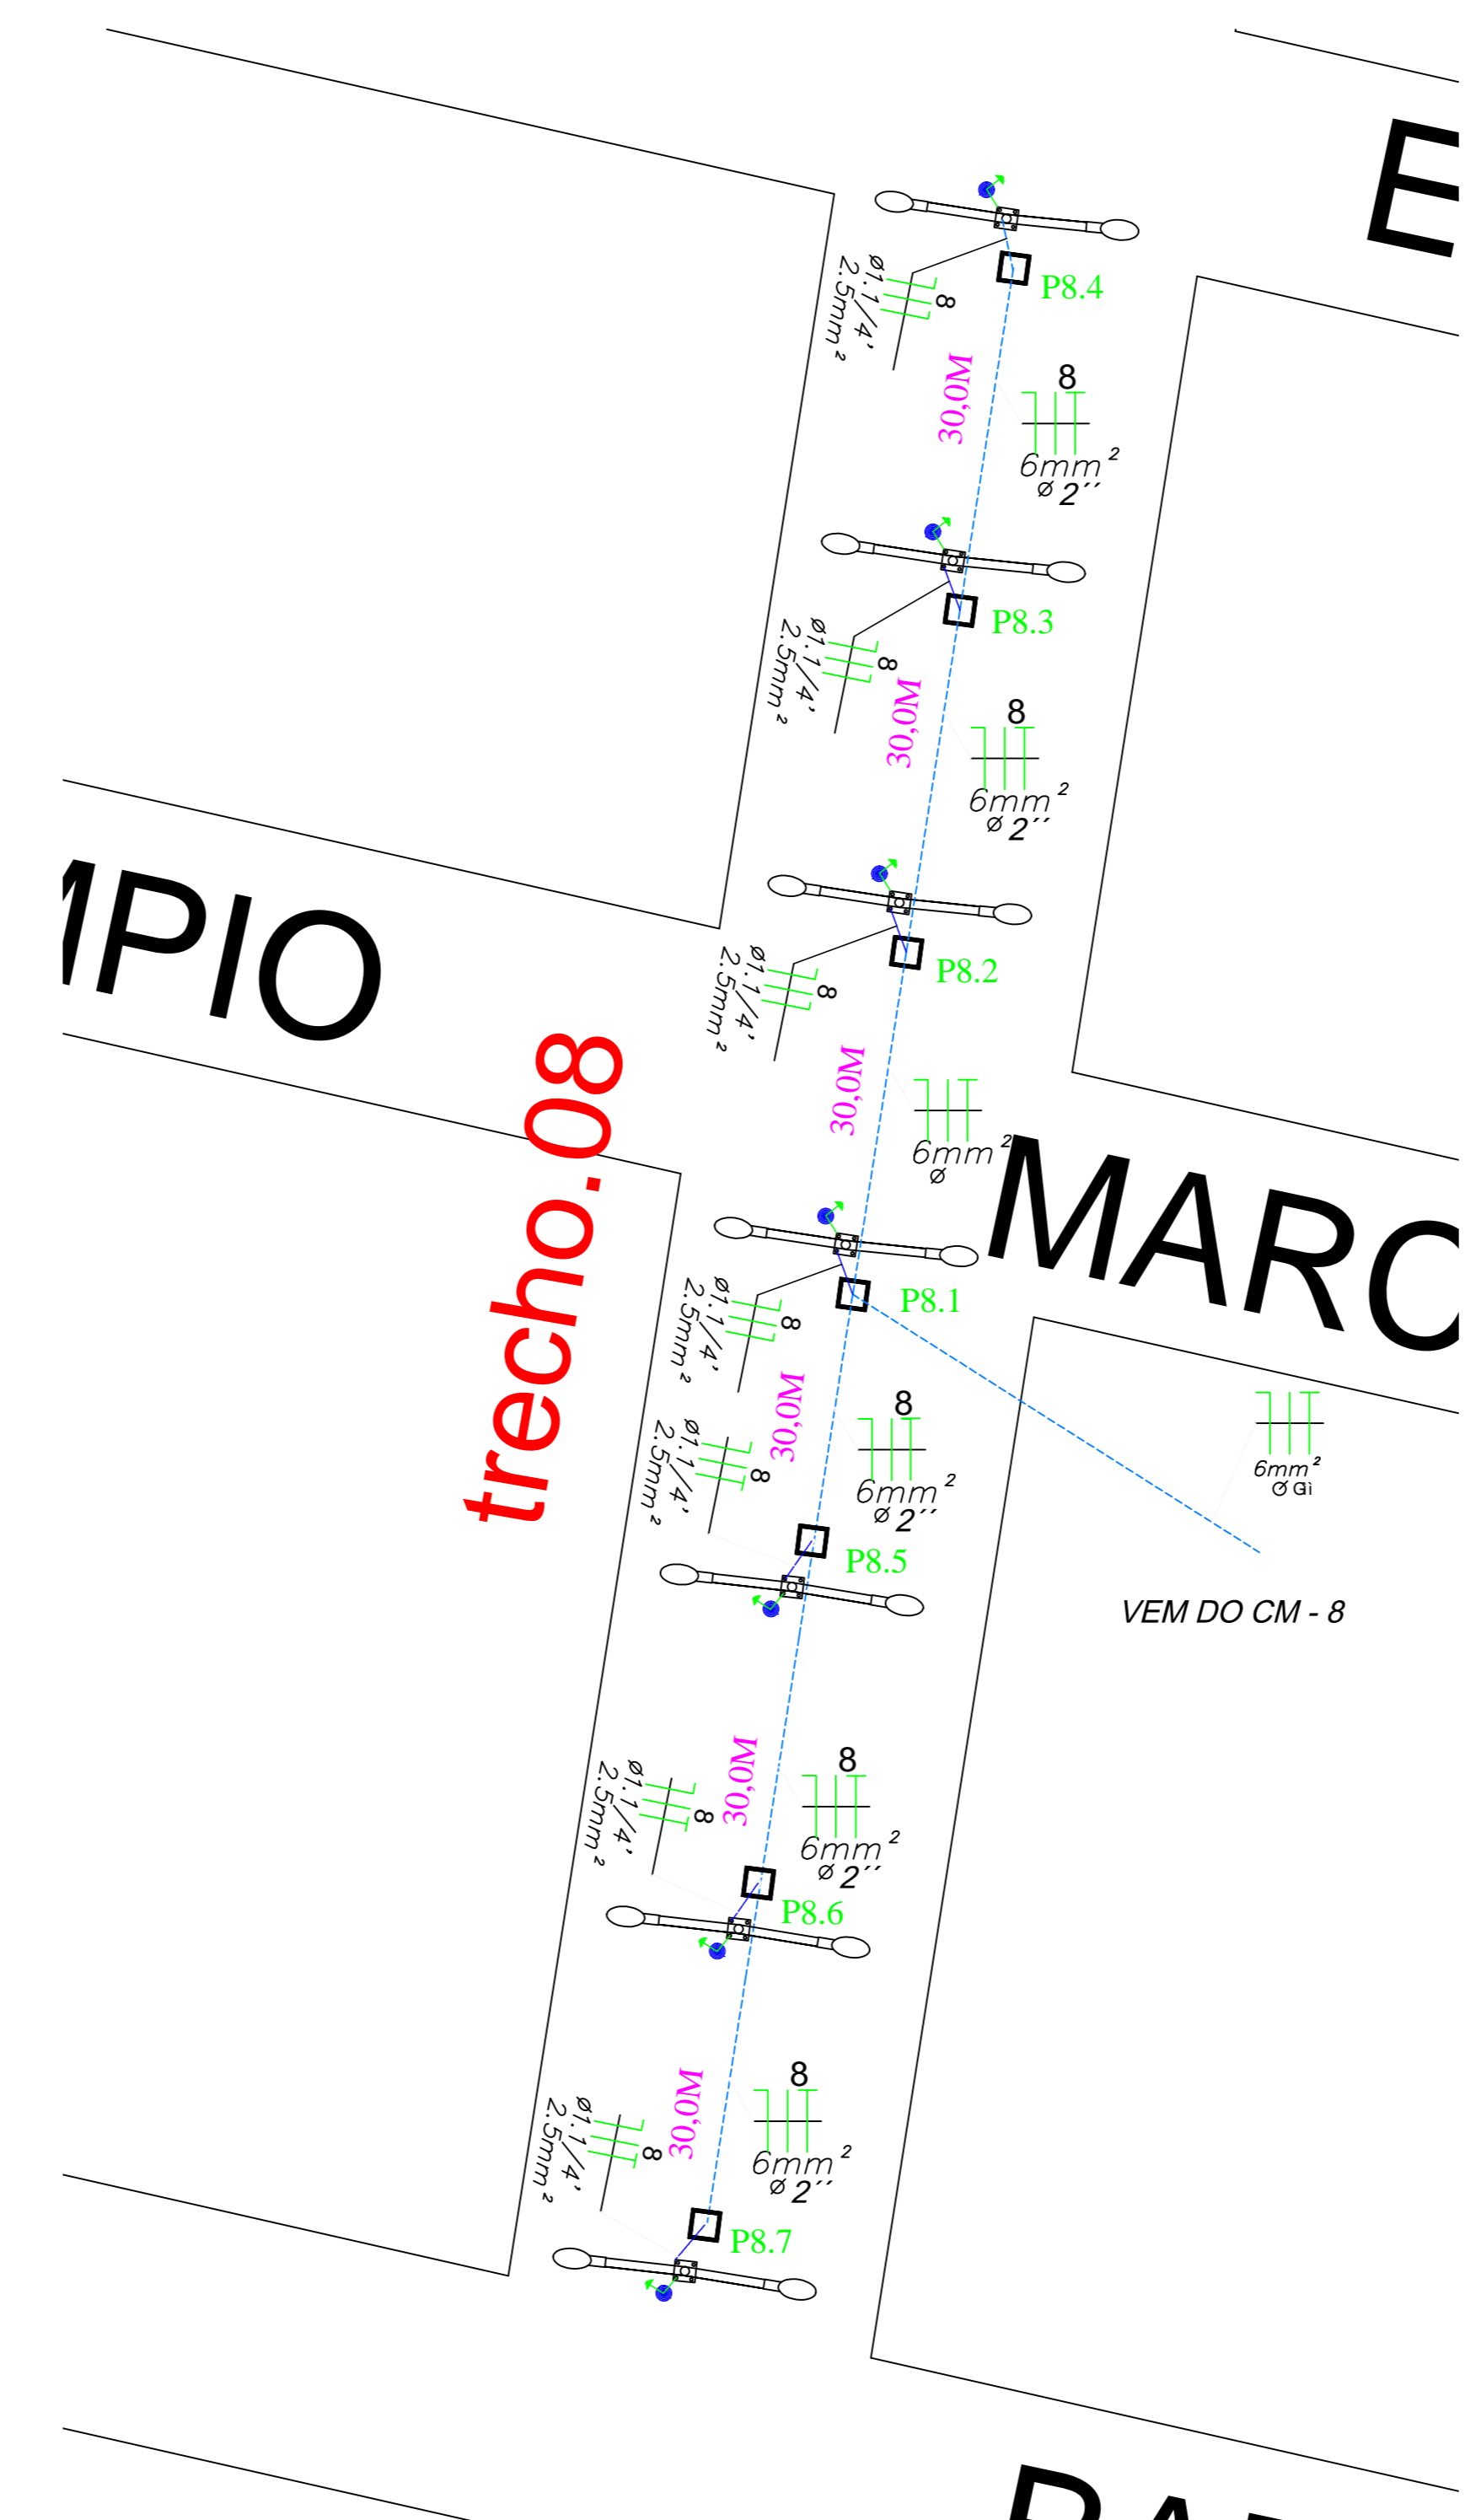 P8.4
8
ø1.1/4'
2.5mm²
30,0M
8
6mm²
ø 2´´
P8.3
8
ø1.1/4'
2.5mm²
30,0M
8
6mm²
ø 2´´
P8.2
8
ø1.1/4'
2.5mm²
30,0M
6mm²
ø
trecho.08
P8.1
8
ø1.1/4'
2.5mm²
30,0M
8
6mm²
ø 2´´
8
ø1.1/4'
2.5mm²
6mm²
P8.5
VEM DO CM - 8
8
ø1.1/4'
2.5mm²
30,0M
8
6mm²
ø 2´´
P8.6
8
ø1.1/4'
2.5mm²
30,0M
8
6mm²
ø 2´´
P8.7